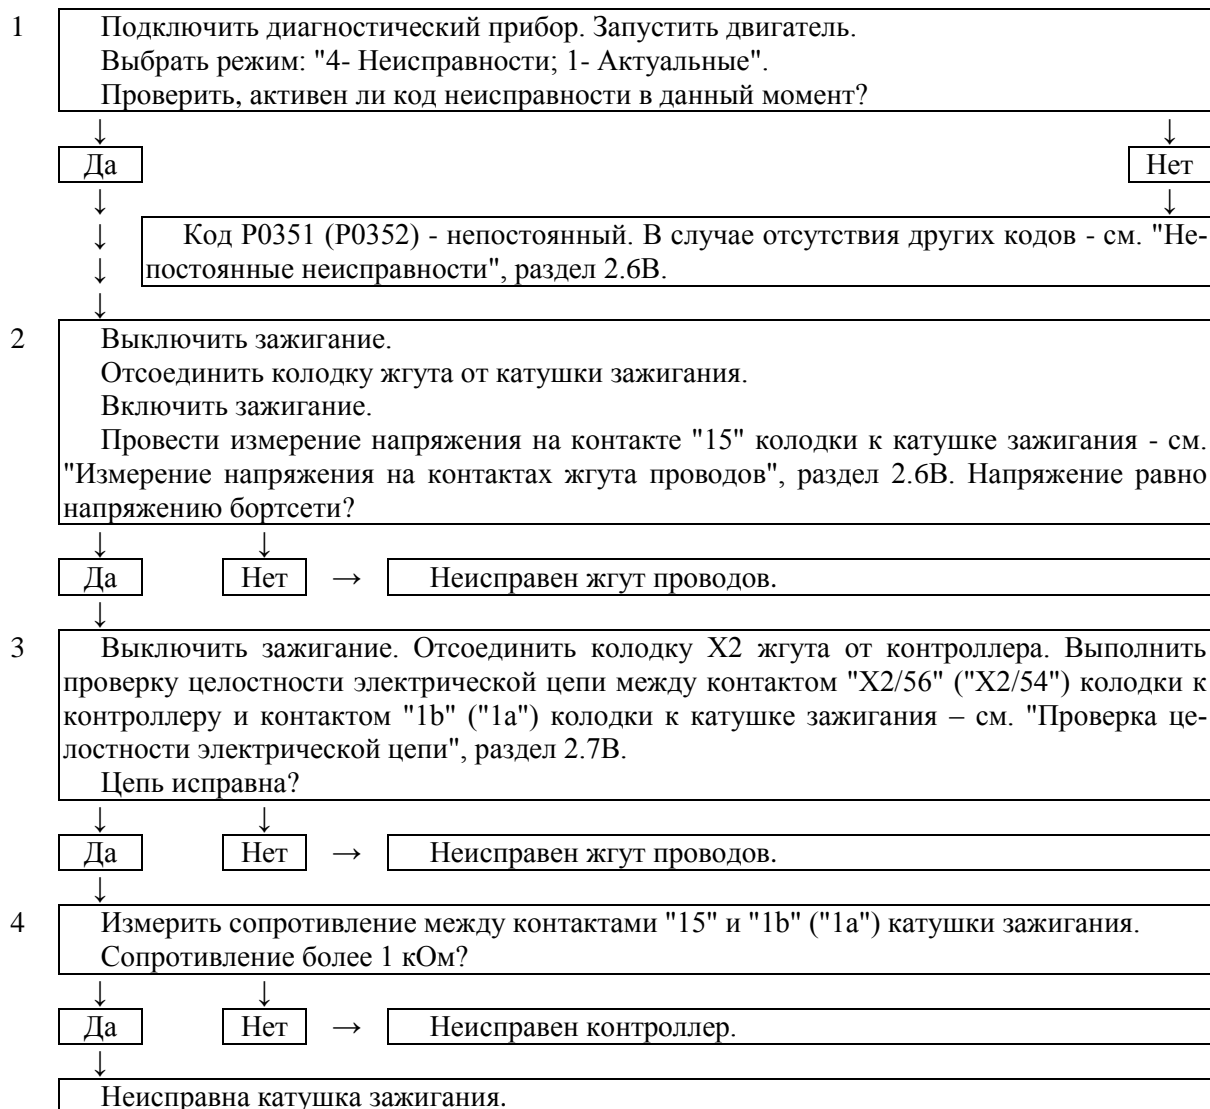 1 Подключить диагностический прибор. Запустить двигатель.
Выбрать режим: "4- Неисправности; 1- Актуальные".
Проверить, активен ли код неисправности в данный момент?
↓ ↓
Да Нет
↓ ↓
↓ Код Р0351 (Р0352) - непостоянный. В случае отсутствия других кодов - см. "Не-
↓ постоянные неисправности", раздел 2.6В.
↓
2 Выключить зажигание.
Отсоединить колодку жгута от катушки зажигания.
Включить зажигание.
Провести измерение напряжения на контакте "15" колодки к катушке зажигания - см.
"Измерение напряжения на контактах жгута проводов", раздел 2.6В. Напряжение равно
напряжению бортсети?
↓ ↓
Да Нет → Неисправен жгут проводов.
↓
3 Выключить зажигание. Отсоединить колодку Х2 жгута от контроллера. Выполнить
проверку целостности электрической цепи между контактом "Х2/56" ("Х2/54") колодки к
контроллеру и контактом "1b" ("1a") колодки к катушке зажигания – см. "Проверка це-
лостности электрической цепи", раздел 2.7В.
Цепь исправна?
↓ ↓
Да Нет → Неисправен жгут проводов.
↓
4 Измерить сопротивление между контактами "15" и "1b" ("1a") катушки зажигания.
Сопротивление более 1 кОм?
↓ ↓
Да Нет → Неисправен контроллер.
↓
Неисправна катушка зажигания.